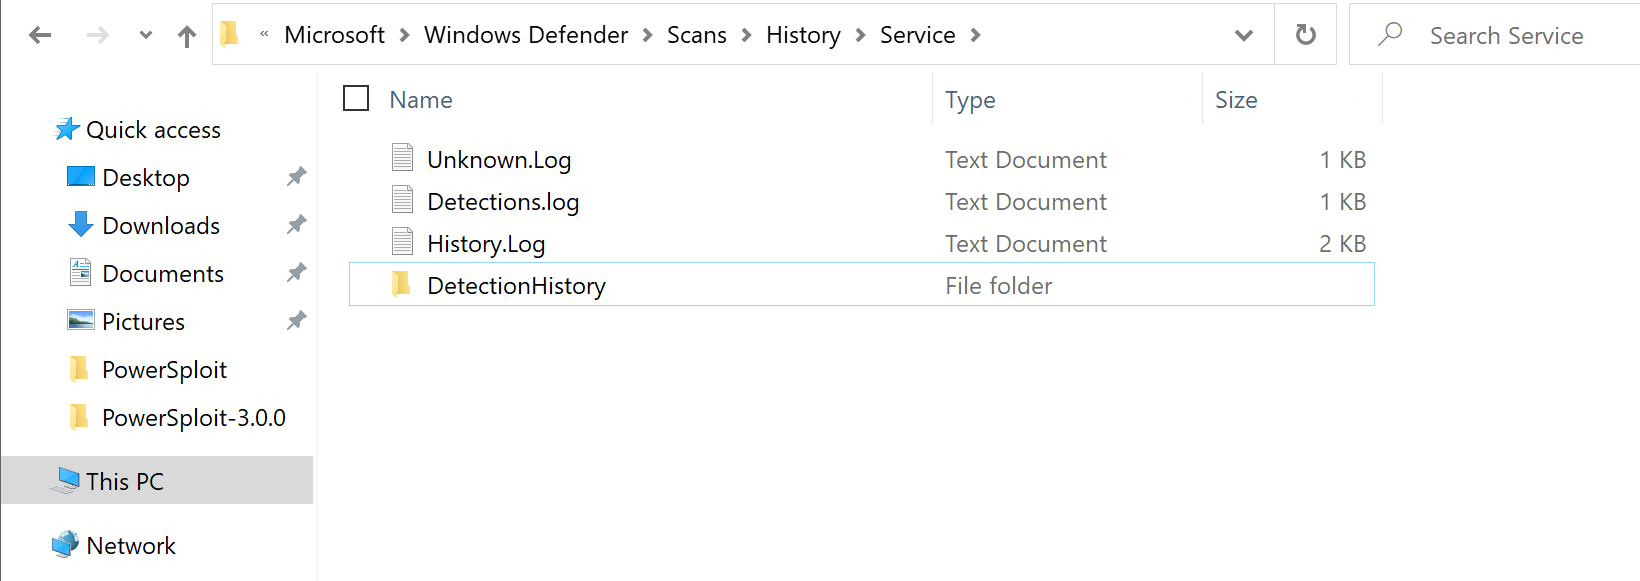 « Microsoft > Windows Defender > Scans > History > Service >
Search Service
Quick access
Desktop
Downloads
Documents
Pictures
PowerSploit
PowerSploit-3.0.0
This PC
Network
Name Type Size
Unknown.Log Text Document 1 KB
Detections.log Text Document 1 KB
History.Log Text Document 2 KB
DetectionHistory File folder